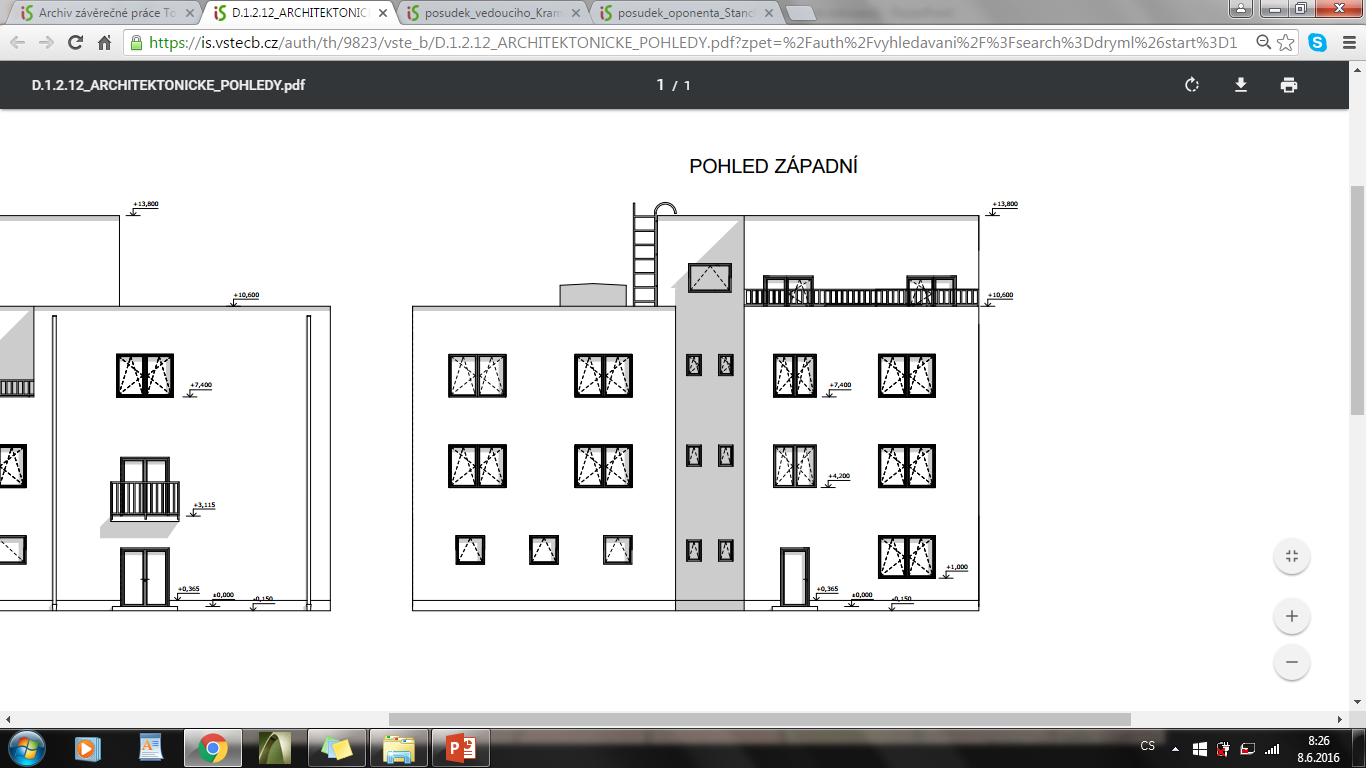 Archiv závěrečné práce To
D.1.2.12_ARCHITEKTONIC
posudek_vedouciho_Kram
posudek_oponenta_Stanc
https://is.vstecb.cz/auth/th/9823/vste_b/D.1.2.12_ARCHITEKTONICKE_POHLEDY.pdf?zpet=%2Fauth%2Fvyhledavani%2F%3Fsearch%3Ddryml%26start%3D1
D.1.2.12_ARCHITEKTONICKE_POHLEDY.pdf
1 / 1
POHLED ZÁPADNÍ
+13,800
+13,800
+10,600
+10,600
+7,400
+7,400
+4,200
+3,115
+1,000
+0,365
±0,000
-0,150
+0,365
±0,000
-0,150
CS
8:26
8.6.2016